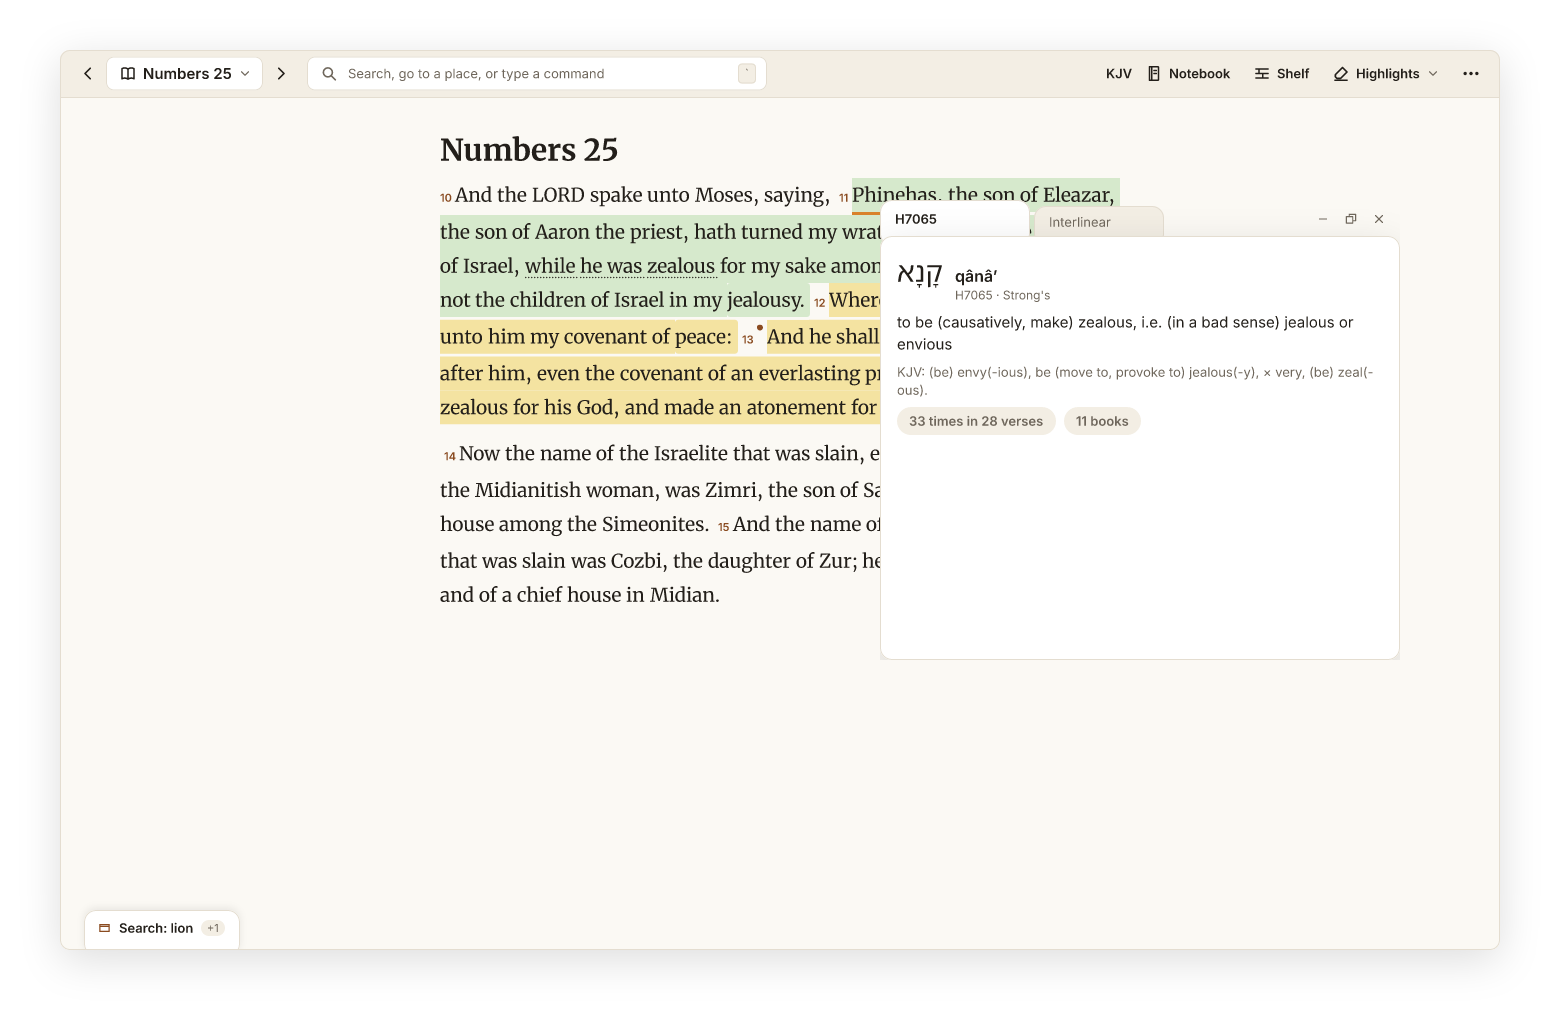 Numbers 25
Search, go to a place, or type a command
KJV
Notebook
Shelf
Highlights
Numbers 25
10 And the LORD spake unto Moses, saying, 11 Phinehas, the son of Eleazar,
the son of Aaron the priest, hath turned my wrat
of Israel, while he was zealous for my sake amon
not the children of Israel in my jealousy. 12 Where
unto him my covenant of peace: 13 And he shall
after him, even the covenant of an everlasting pr
zealous for his God, and made an atonement for
14 Now the name of the Israelite that was slain, e
the Midianitish woman, was Zimri, the son of Sa
house among the Simeonites. 15 And the name of
that was slain was Cozbi, the daughter of Zur; he
and of a chief house in Midian.
H7065
Interlinear
קָנָא qânâʼ
H7065 · Strong's
to be (causatively, make) zealous, i.e. (in a bad sense) jealous or
envious
KJV: (be) envy(-ious), be (move to, provoke to) jealous(-y), × very, (be) zeal(-
ous).
33 times in 28 verses
11 books
Search: lion +1